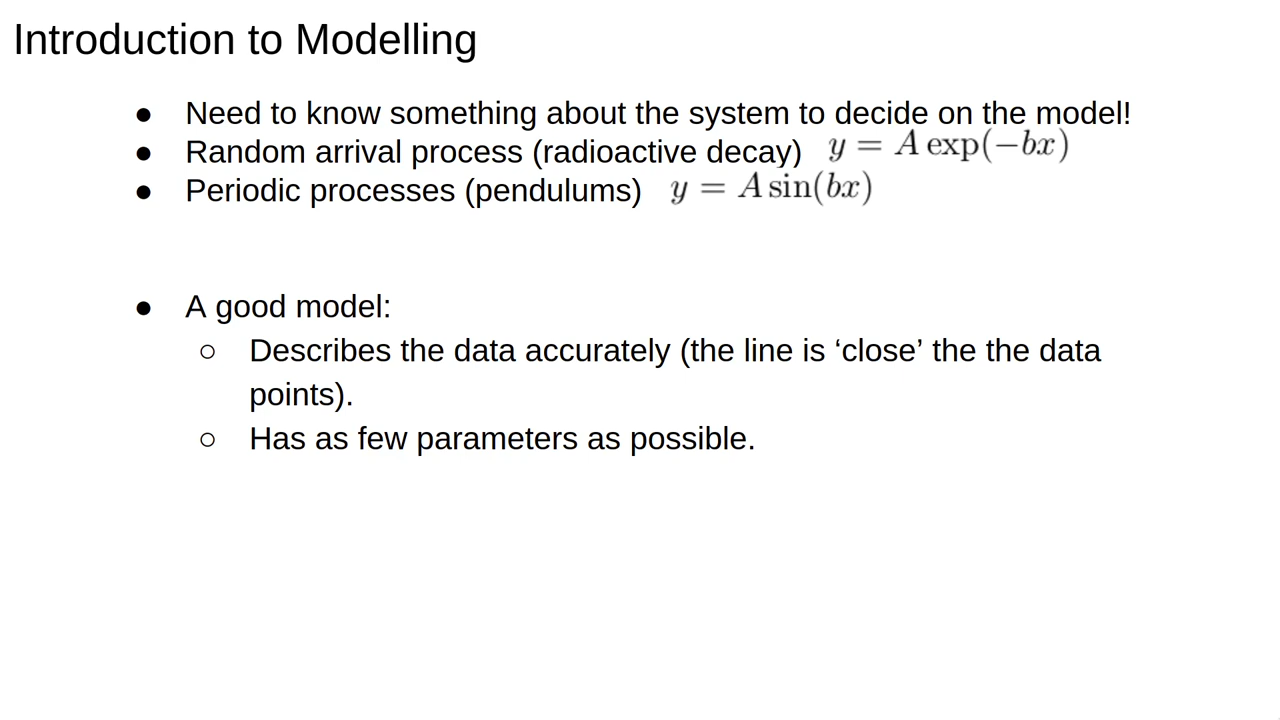 Introduction to Modelling
● Need to know something about the system to decide on the model!
● Random arrival process (radioactive decay) y = A exp(−bx)
● Periodic processes (pendulums) y = A sin(bx)
● A good model:
○ Describes the data accurately (the line is ‘close’ the the data
points).
○ Has as few parameters as possible.